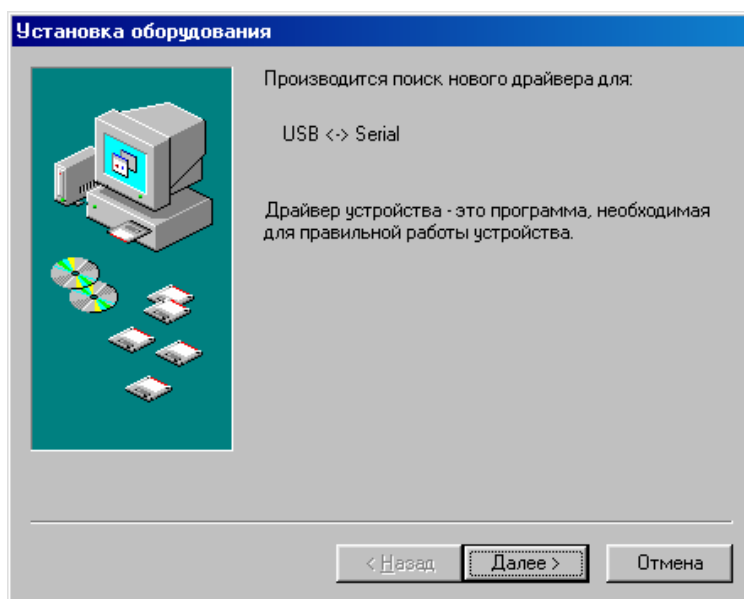 Установка оборудования
Производится поиск нового драйвера для:
USB <-> Serial
Драйвер устройства - это программа, необходимая
для правильной работы устройства.
< Назад
Далее >
Отмена